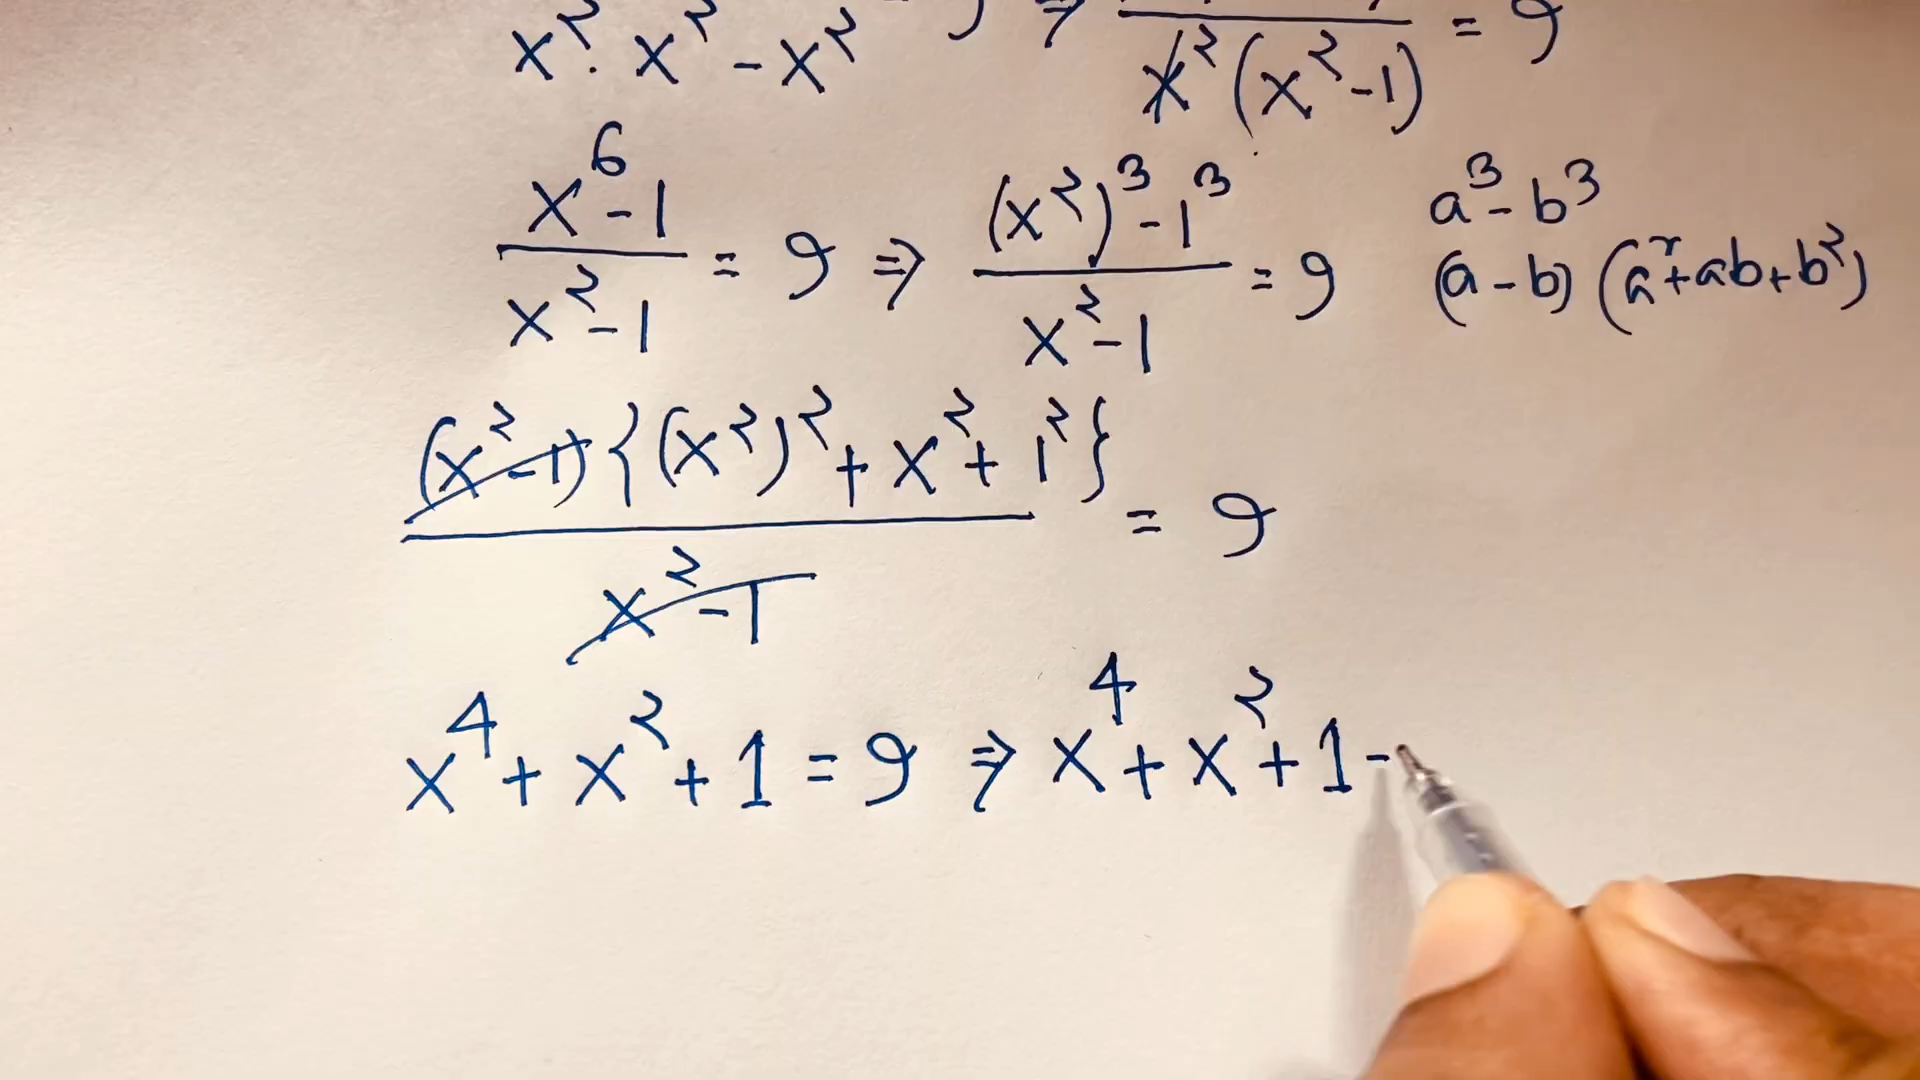 x².x²-x² ⇒ x²(x²-1) = 9
x⁶-1/x²-1 = 9 ⇒ (x²)³-1³/x²-1 = 9
a³-b³
(a-b)(a²+ab+b²)
(x²-1){(x²)²+x²+1²}/x²-1 = 9
x⁴+x²+1=9 ⇒ x⁴+x²+1-